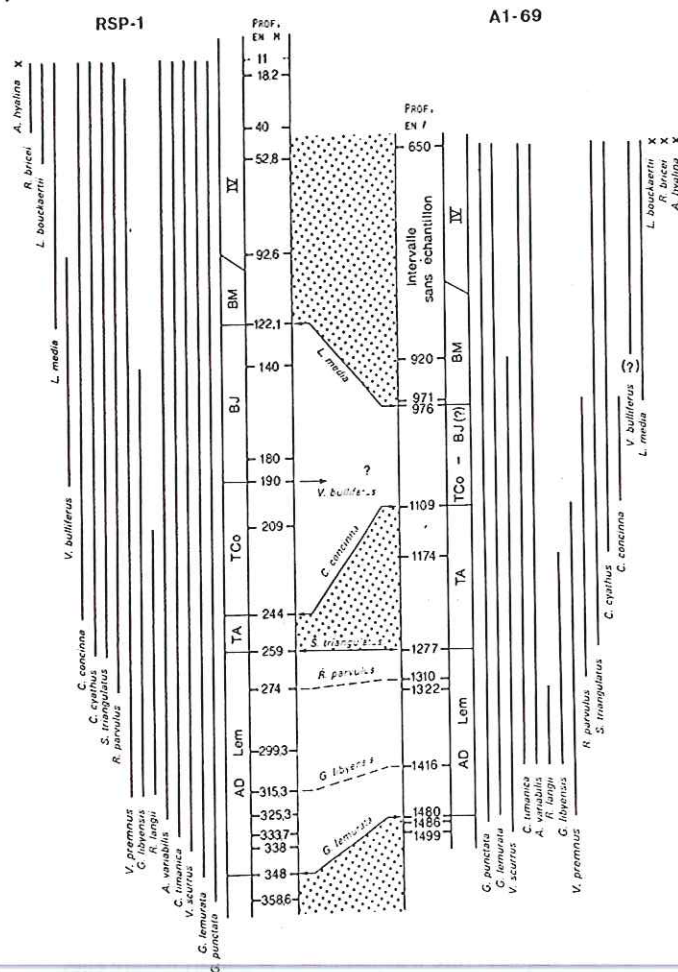 RSP-1
A1-69
PROF.
EN M
11
18.2
40
52.8
92.6
122,1
140
180
190
209
244
259
274
299.3
315,3
325,3
333.7
338
348
358.6
IV
BM
BJ
TCo
TA
AD Lem
A. hyalina
X
R. bricei
L. bouckaertii
L. media
V. bulliferus
C. concinna
C. cyathus
S. triangulatus
R. parvulus
V. premnus
G. libyensis
R. langii
A. variabilis
C. timanica
V. scurrus
G. lemurata
G. punctata
L. media
?
V. bulliferus
C. concinna
S. triangulatus
R. parvulus
G. libyensis
G. lemurata
PROF.
EN /
650
920
971
976
1109
1174
1277
1310
1322
1416
1480
1486
1499
Intervalle
sans échantillon
IV
BM
TCo - BJ (?)
TA
AD Lem
G. punctata
G. lemurata
V. scurrus
C. timanica
A. variabilis
R. langii
G. libyensis
V. premnus
R. parvulus
S. triangulatus
C. cyathus
C. concinna
V. bulliferus (?)
L. media
L. bouckaertii X
R. bricei X
A. hyalina X